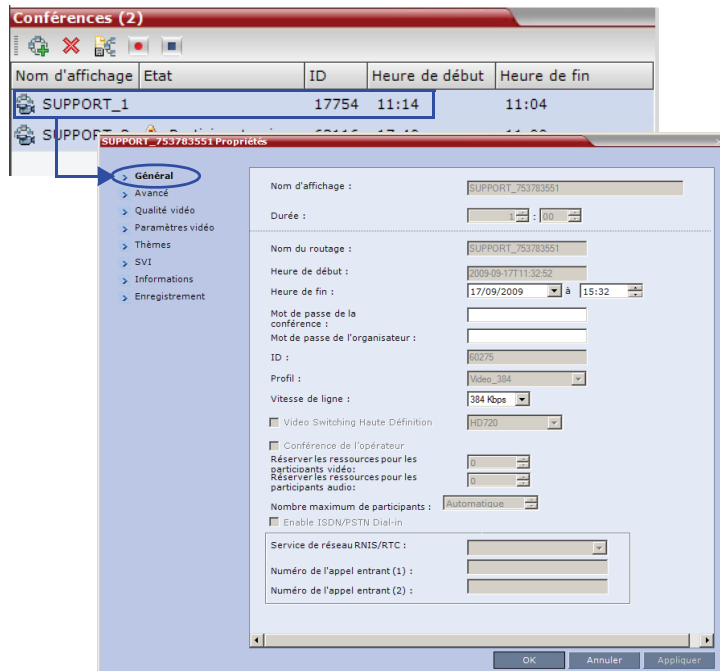 Conférences (2)
Nom d'affichage Etat ID Heure de début Heure de fin
SUPPORT_1 17754 11:14 11:04
SUPPORT_753783551 Propriétés
Général
Avancé
Qualité vidéo
Paramètres vidéo
Thèmes
SVI
Informations
Enregistrement
Nom d'affichage : SUPPORT_753783551
Durée : 1 : 00
Nom du routage : SUPPORT_753783551
Heure de début : 2009-09-17T11:32:52
Heure de fin : 17/09/2009 à 15:32
Mot de passe de la
conférence :
Mot de passe de l'organisateur :
ID : 60275
Profil : Video_384
Vitesse de ligne : 384 Kbps
Video Switching Haute Définition HD720
Conférence de l'opérateur
Réserver les ressources pour les
participants vidéo: 0
Réserver les ressources pour les
participants audio: 0
Nombre maximum de participants : Automatique
Enable ISDN/PSTN Dial-in
Service de réseau RNIS/RTC :
Numéro de l'appel entrant (1) :
Numéro de l'appel entrant (2) :
OK Annuler Appliquer